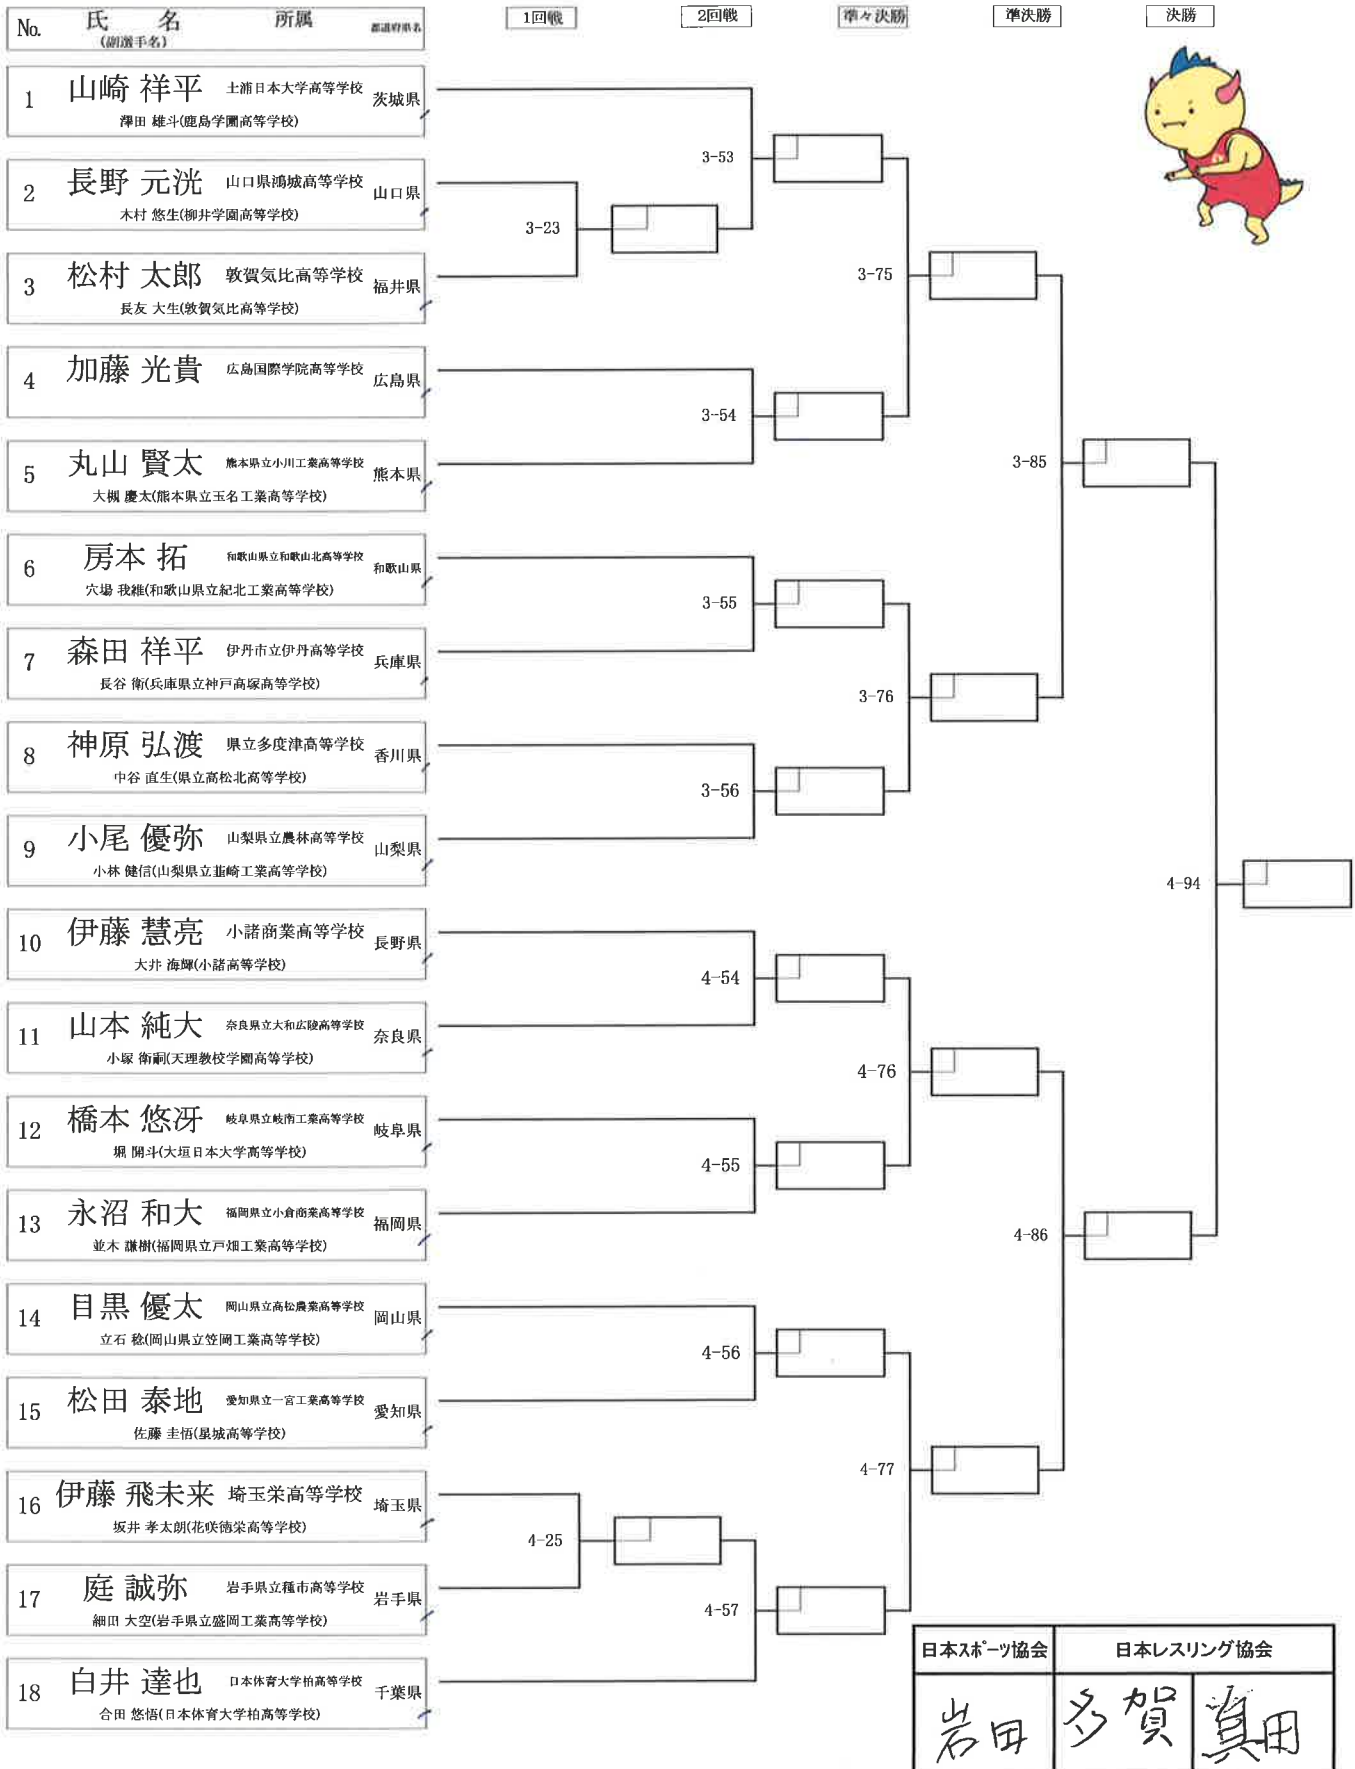 No. 氏 名 所属 都道府県名 1回戦 2回戦 準々決勝 準決勝 決勝
(副選手名)
1 山崎 祥平 土浦日本大学高等学校 茨城県
澤田 雄斗(鹿島学園高等学校)
3-53
2 長野 元洸 山口県鴻城高等学校 山口県
木村 悠生(柳井学園高等学校)
3-23
3 松村 太郎 敦賀気比高等学校 福井県
長友 大生(敦賀気比高等学校)
3-75
4 加藤 光貴 広島国際学院高等学校 広島県
3-54
5 丸山 賢太 熊本県立小川工業高等学校 熊本県
大槻 慶太(熊本県立玉名工業高等学校)
3-85
6 房本 拓 和歌山県立和歌山北高等学校 和歌山県
穴場 我維(和歌山県立紀北工業高等学校)
3-55
7 森田 祥平 伊丹市立伊丹高等学校 兵庫県
長谷 衛(兵庫県立神戸高塚高等学校)
3-76
8 神原 弘渡 県立多度津高等学校 香川県
中谷 直生(県立高松北高等学校)
3-56
9 小尾 優弥 山梨県立農林高等学校 山梨県
小林 健信(山梨県立韮崎工業高等学校)
4-94
10 伊藤 慧亮 小諸商業高等学校 長野県
大井 海輝(小諸高等学校)
4-54
11 山本 純大 奈良県立大和広陵高等学校 奈良県
小塚 衛嗣(天理教校学園高等学校)
4-76
12 橋本 悠冴 岐阜県立岐南工業高等学校 岐阜県
堀 開斗(大垣日本大学高等学校)
4-55
13 永沼 和大 福岡県立小倉商業高等学校 福岡県
並木 謙樹(福岡県立戸畑工業高等学校)
4-86
14 目黒 優太 岡山県立高松農業高等学校 岡山県
立石 稔(岡山県立笠岡工業高等学校)
4-56
15 松田 泰地 愛知県立一宮工業高等学校 愛知県
佐藤 圭悟(星城高等学校)
4-77
16 伊藤 飛未来 埼玉栄高等学校 埼玉県
坂井 孝太朗(花咲徳栄高等学校)
4-25
17 庭 誠弥 岩手県立種市高等学校 岩手県
細田 大空(岩手県立盛岡工業高等学校)
4-57
18 白井 達也 日本体育大学柏高等学校 千葉県
合田 悠悟(日本体育大学柏高等学校)
日本スポーツ協会 日本レスリング協会
岩田 多賀 真田